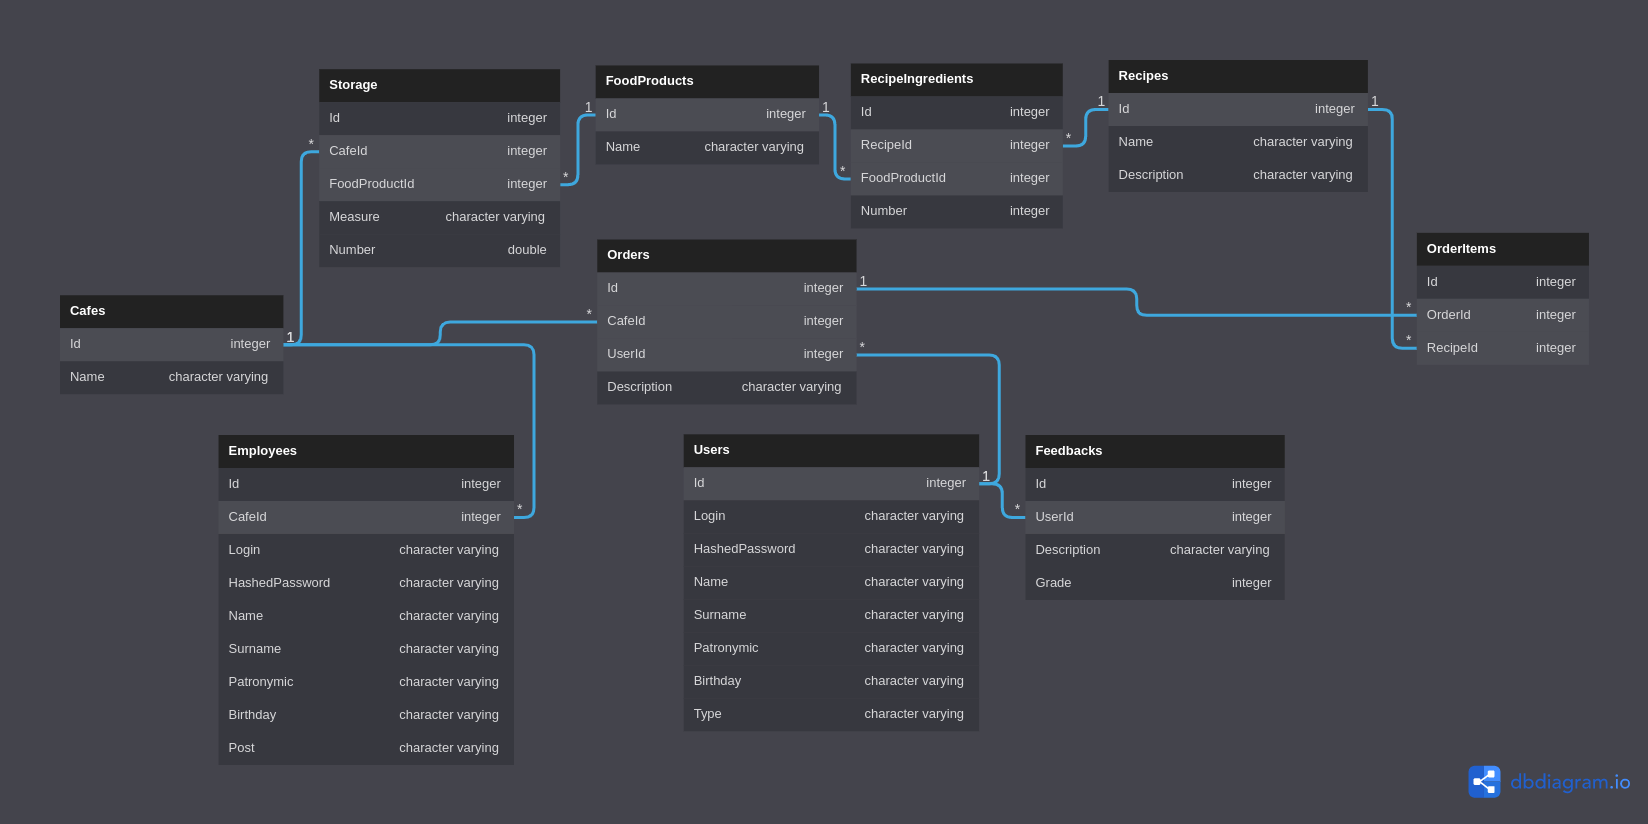 Storage
Id integer
CafeId integer
FoodProductId integer
Measure character varying
Number double
FoodProducts
Id integer
Name character varying
RecipeIngredients
Id integer
RecipeId integer
FoodProductId integer
Number integer
Recipes
Id integer
Name character varying
Description character varying
Cafes
Id integer
Name character varying
Orders
Id integer
CafeId integer
UserId integer
Description character varying
OrderItems
Id integer
OrderId integer
RecipeId integer
Employees
Id integer
CafeId integer
Login character varying
HashedPassword character varying
Name character varying
Surname character varying
Patronymic character varying
Birthday character varying
Post character varying
Users
Id integer
Login character varying
HashedPassword character varying
Name character varying
Surname character varying
Patronymic character varying
Birthday character varying
Type character varying
Feedbacks
Id integer
UserId integer
Description character varying
Grade integer
1
*
1
*
1
*
1
*
1
*
1
*
*
*
1
*
*
dbdiagram.io